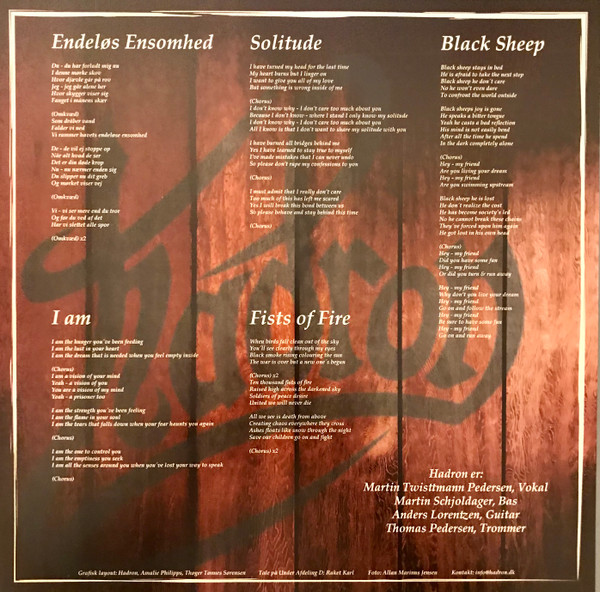 Endeløs Ensomhed
Du - du har forladt mig nu
I denne mørke skov
Hvor djævle går på rov
Jeg - jeg går alene her
Hvor skygger viser sig
Fanget i månens skær
(Omkvæd)
Som dråber vand
Falder vi ned
Vi rammer havets endeløse ensomhed
De - de vil ej stoppe op
Når alt hvad de ser
Det er din døde krop
Nu - nu nærmer enden sig
Du slipper nu dit greb
Og mørket viser vej
(Omkvæd)
Vi - vi ser mere end du tror
Og før du ved af det
Har vi slettet alle spor
(Omkvæd) x2
Solitude
I have turned my head for the last time
My heart burns but I linger on
I want to give you all of my love
But something is wrong inside of me
(Chorus)
I don't know why - I don't care too much about you
Because I don't know - where I stand I only know my solitude
I don't know why - I don't care too much about you
All I know is that I don't want to share my solitude with you
I have burned all bridges behind me
Yes I have learned to stay true to myself
I've made mistakes that I can never undo
So please don't rape my confessions to you
(Chorus)
I must admit that I really don't care
Too much of this has left me scared
Yes I will break this bond between us
So please behave and stay behind this time
(Chorus)
Black Sheep
Black sheep stays in bed
He is afraid to take the next step
Black sheep he don't care
No he won't even dare
To confront the world outside
Black sheeps joy is gone
He speaks a bitter tongue
Yeah he casts a bad reflection
His mind is not easily bend
After all the time he spend
In the dark completely alone
(Chorus)
Hey - my friend
Are you living your dream
Hey - my friend
Are you swimming upstream
Black sheep he is lost
He don't realize the cost
He has become society's led
No he cannot break these chains
They've forced upon him again
He got lost in his own head
(Chorus)
Hey - my friend
Did you have some fun
Hey - my friend
Or did you turn & run away
Hey - my friend
Why don't you live your dream
Hey - my friend
Go on and follow the stream
Hey - my friend
Be sure to have some fun
Hey - my friend
Go on and run away
I am
I am the hunger you've been feeding
I am the lust in your heart
I am the dream that is needed when you feel empty inside
(Chorus)
I am a vision of your mind
Yeah - a vision of you
You are a vision of my mind
Yeah - a prisoner too
I am the strength you've been feeling
I am the flame in your soul
I am the tears that falls down when your fear haunts you again
(Chorus)
I am the one to control you
I am the emptiness you seek
I am all the senses around you when you've lost your way to speak
(Chorus)
Fists of Fire
When birds fall clean out of the sky
You'll see clearly through my eyes
Black smoke rising colouring the sun
The war is over but a new one's begun
(Chorus) x2
Ten thousand fists of fire
Raised high across the darkened sky
Soldiers of peace desire
United we will never die
All we see is death from above
Creating chaos everywhere they cross
Ashes floats like snow through the night
Save our children go on and fight
(Chorus) x2
Hadron er:
Martin Twisttmann Pedersen, Vokal
Martin Schjoldager, Bas
Anders Lorentzen, Guitar
Thomas Pedersen, Trommer
Grafisk layout: Hadron, Amalie Philipps, Theger Tønnes Sørensen Tale på Under Afdeling D: Raket Karl Foto: Allan Marinus Jensen Kontakt: info@hadron.dk